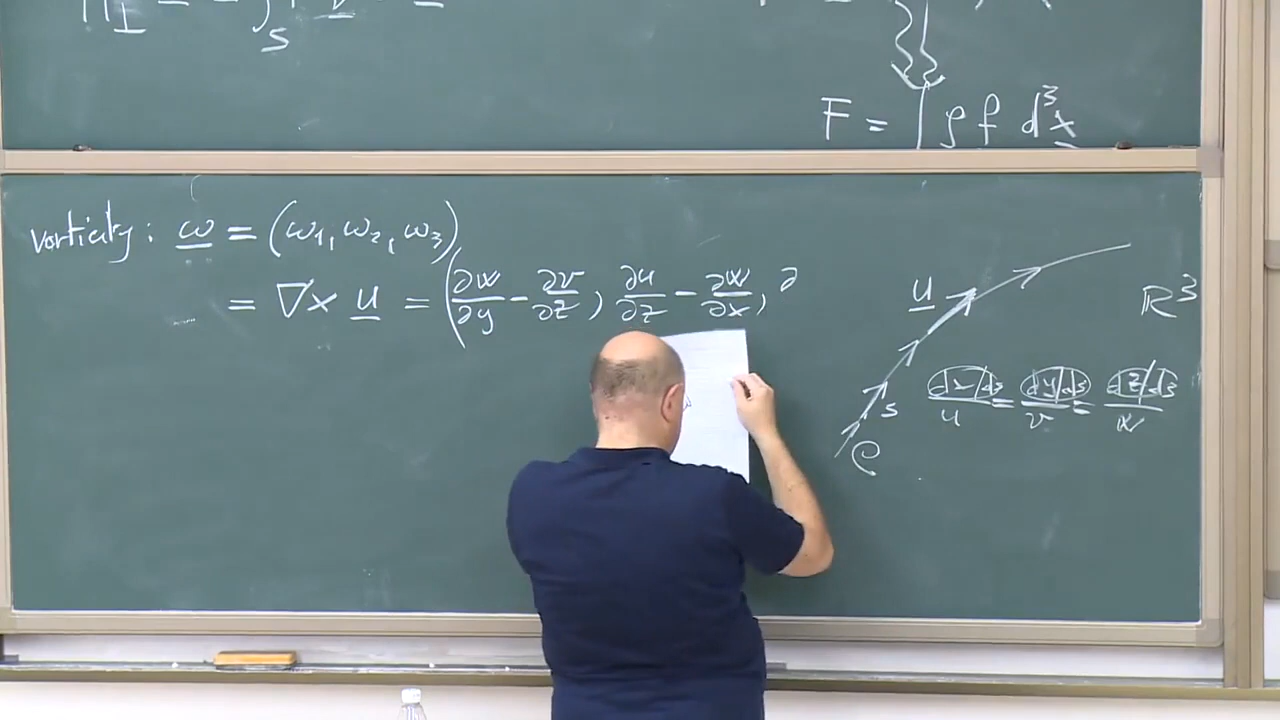 F = ∫ ρ f d³x
vorticity: ω = (ω₁, ω₂, ω₃)
= ∇× u = (∂w/∂y − ∂v/∂z, ∂u/∂z − ∂w/∂x, ∂
u
ℝ³
s
dx/ds/u = dy/ds/v = dz/ds/w
C